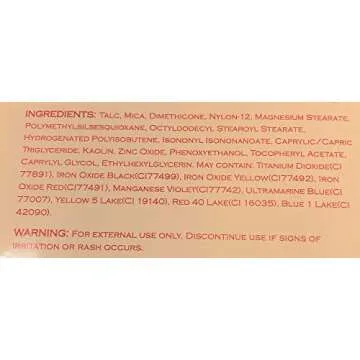 INGREDIENTS: TALC, MICA, DIMETHICONE, NYLON-12, MAGNESIUM STEARATE,
POLYMETHYLSILSESQUIOXANE, OCTYLDODECYL STEAROYL STEARATE,
HYDROGENATED POLYISOBUTENE, ISONONYL ISONONANOATE, CAPRYLIC/CAPRIC
TRIGLYCERIDE, KAOLIN, ZINC OXIDE, PHENOXYETHANOL, TOCOPHERYL ACETATE,
CAPRYLYL, GLYCOL, ETHYLHEXYLGLYCERIN. MAY CONTAIN: TITANIUM DIOXIDE(CI
77891), IRON OXIDE BLACK(CI77499), IRON OXIDE YELLOW(CI77492), IRON
OXIDE RED(CI77491), MANGANESE VIOLET(CI77742), ULTRAMARINE BLUE(CI
77007), YELLOW 5 LAKE(CI 19140), RED 40 LAKE(CI 16035), BLUE 1 LAKE(CI
42090).
WARNING: FOR EXTERNAL USE ONLY. DISCONTINUE USE IF SIGNS OF
IRRITATION OR RASH OCCURS.